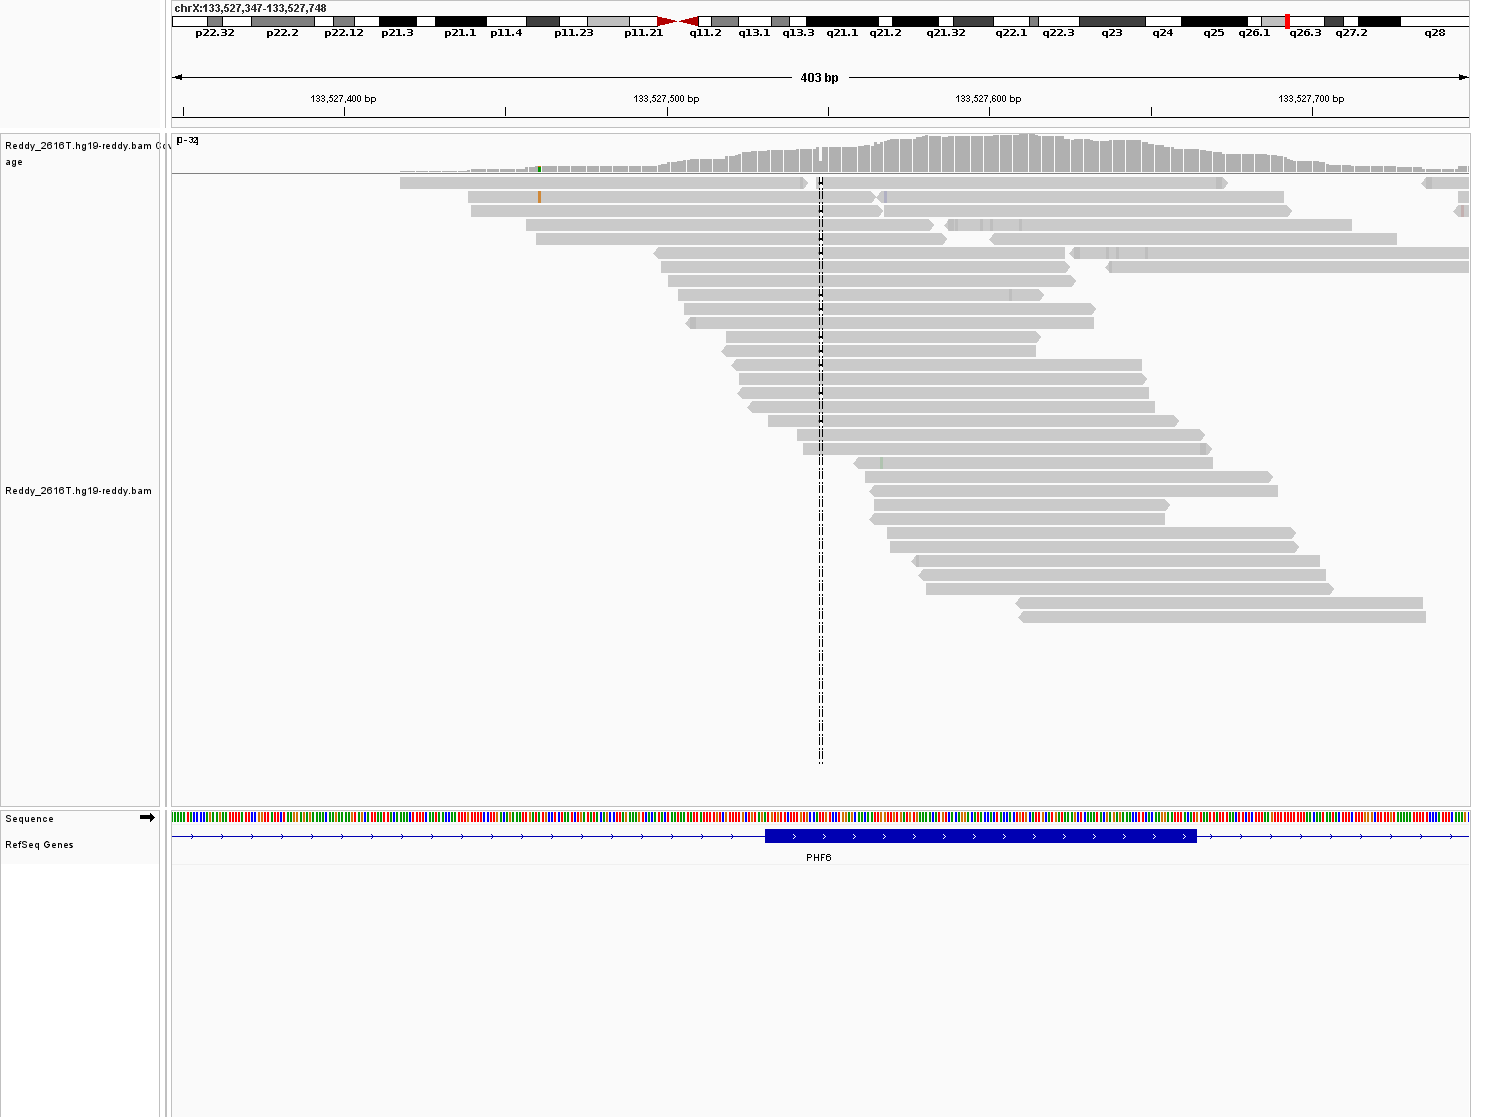 chrX:133,527,347-133,527,748
p22.32 p22.2 p22.12 p21.3 p21.1 p11.4 p11.23 p11.21 q11.2 q13.1 q13.3 q21.1 q21.2 q21.32 q22.1 q22.3 q23 q24 q25 q26.1 q26.3 q27.2 q28
403 bp
133,527,400 bp 133,527,500 bp 133,527,600 bp 133,527,700 bp
Reddy_2616T.hg19-reddy.bam Cov
age
[0-32]
Reddy_2616T.hg19-reddy.bam
Sequence
RefSeq Genes
PHF6